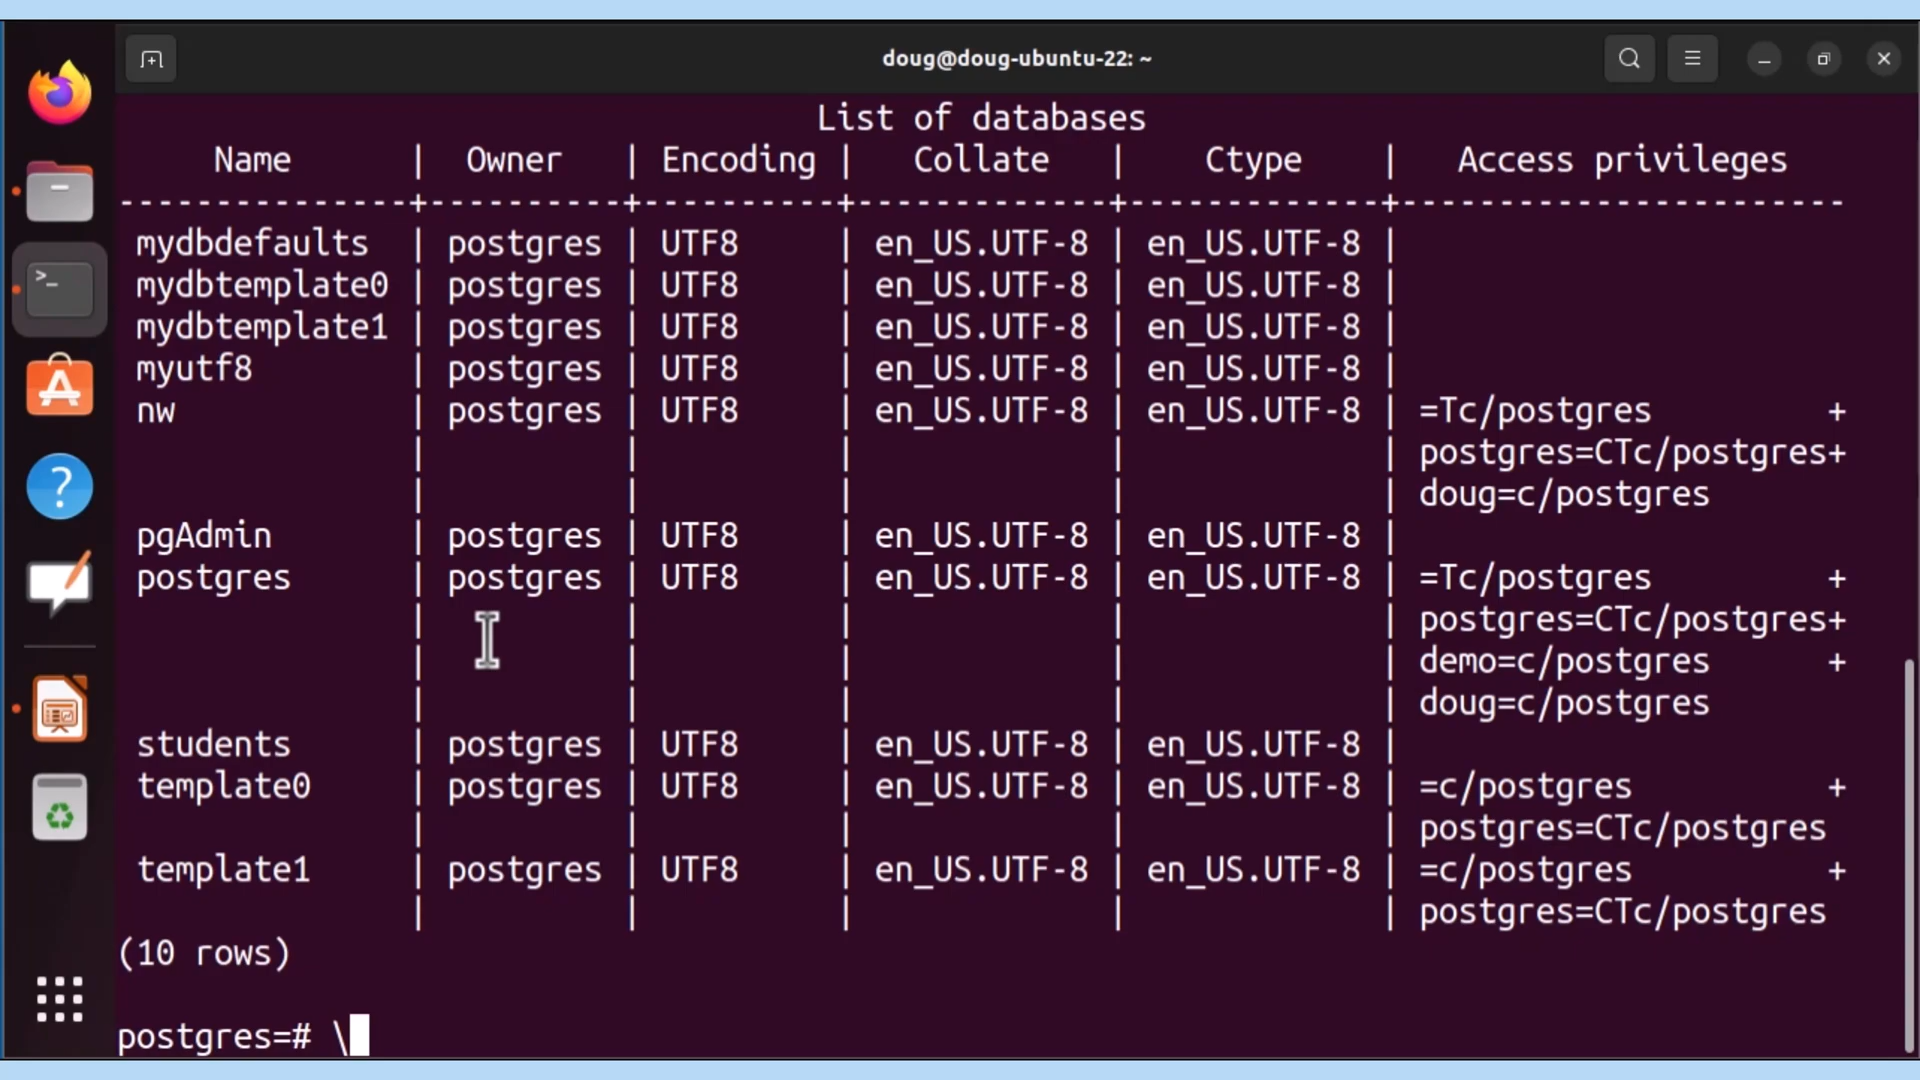 doug@doug-ubuntu-22: ~
List of databases
Name | Owner | Encoding | Collate | Ctype | Access privileges
---------------+----------+----------+-------------+-------------+-----------------------
mydbdefaults | postgres | UTF8 | en_US.UTF-8 | en_US.UTF-8 |
mydbtemplate0 | postgres | UTF8 | en_US.UTF-8 | en_US.UTF-8 |
mydbtemplate1 | postgres | UTF8 | en_US.UTF-8 | en_US.UTF-8 |
myutf8 | postgres | UTF8 | en_US.UTF-8 | en_US.UTF-8 |
nw | postgres | UTF8 | en_US.UTF-8 | en_US.UTF-8 | =Tc/postgres +
| | | | | postgres=CTc/postgres+
| | | | | doug=c/postgres
pgAdmin | postgres | UTF8 | en_US.UTF-8 | en_US.UTF-8 |
postgres | postgres | UTF8 | en_US.UTF-8 | en_US.UTF-8 | =Tc/postgres +
| | | | | postgres=CTc/postgres+
| | | | | demo=c/postgres +
| | | | | doug=c/postgres
students | postgres | UTF8 | en_US.UTF-8 | en_US.UTF-8 |
template0 | postgres | UTF8 | en_US.UTF-8 | en_US.UTF-8 | =c/postgres +
| | | | | postgres=CTc/postgres
template1 | postgres | UTF8 | en_US.UTF-8 | en_US.UTF-8 | =c/postgres +
| | | | | postgres=CTc/postgres
(10 rows)
postgres=# \